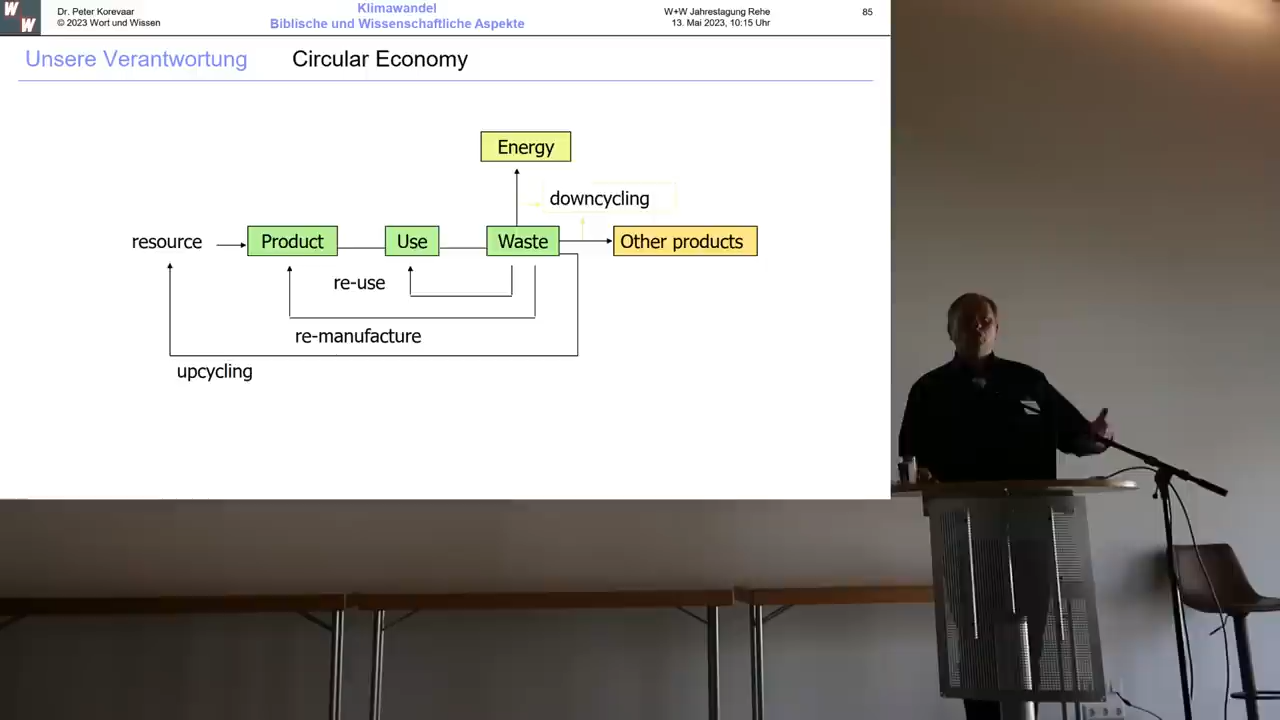 W W
Dr. Peter Korevaar
© 2023 Wort und Wissen
Klimawandel
Biblische und Wissenschaftliche Aspekte
W+W Jahrestagung Rehe
13. Mai 2023, 10:15 Uhr
85
Unsere Verantwortung Circular Economy
Energy
downcycling
resource Product Use Waste Other products
re-use
re-manufacture
upcycling